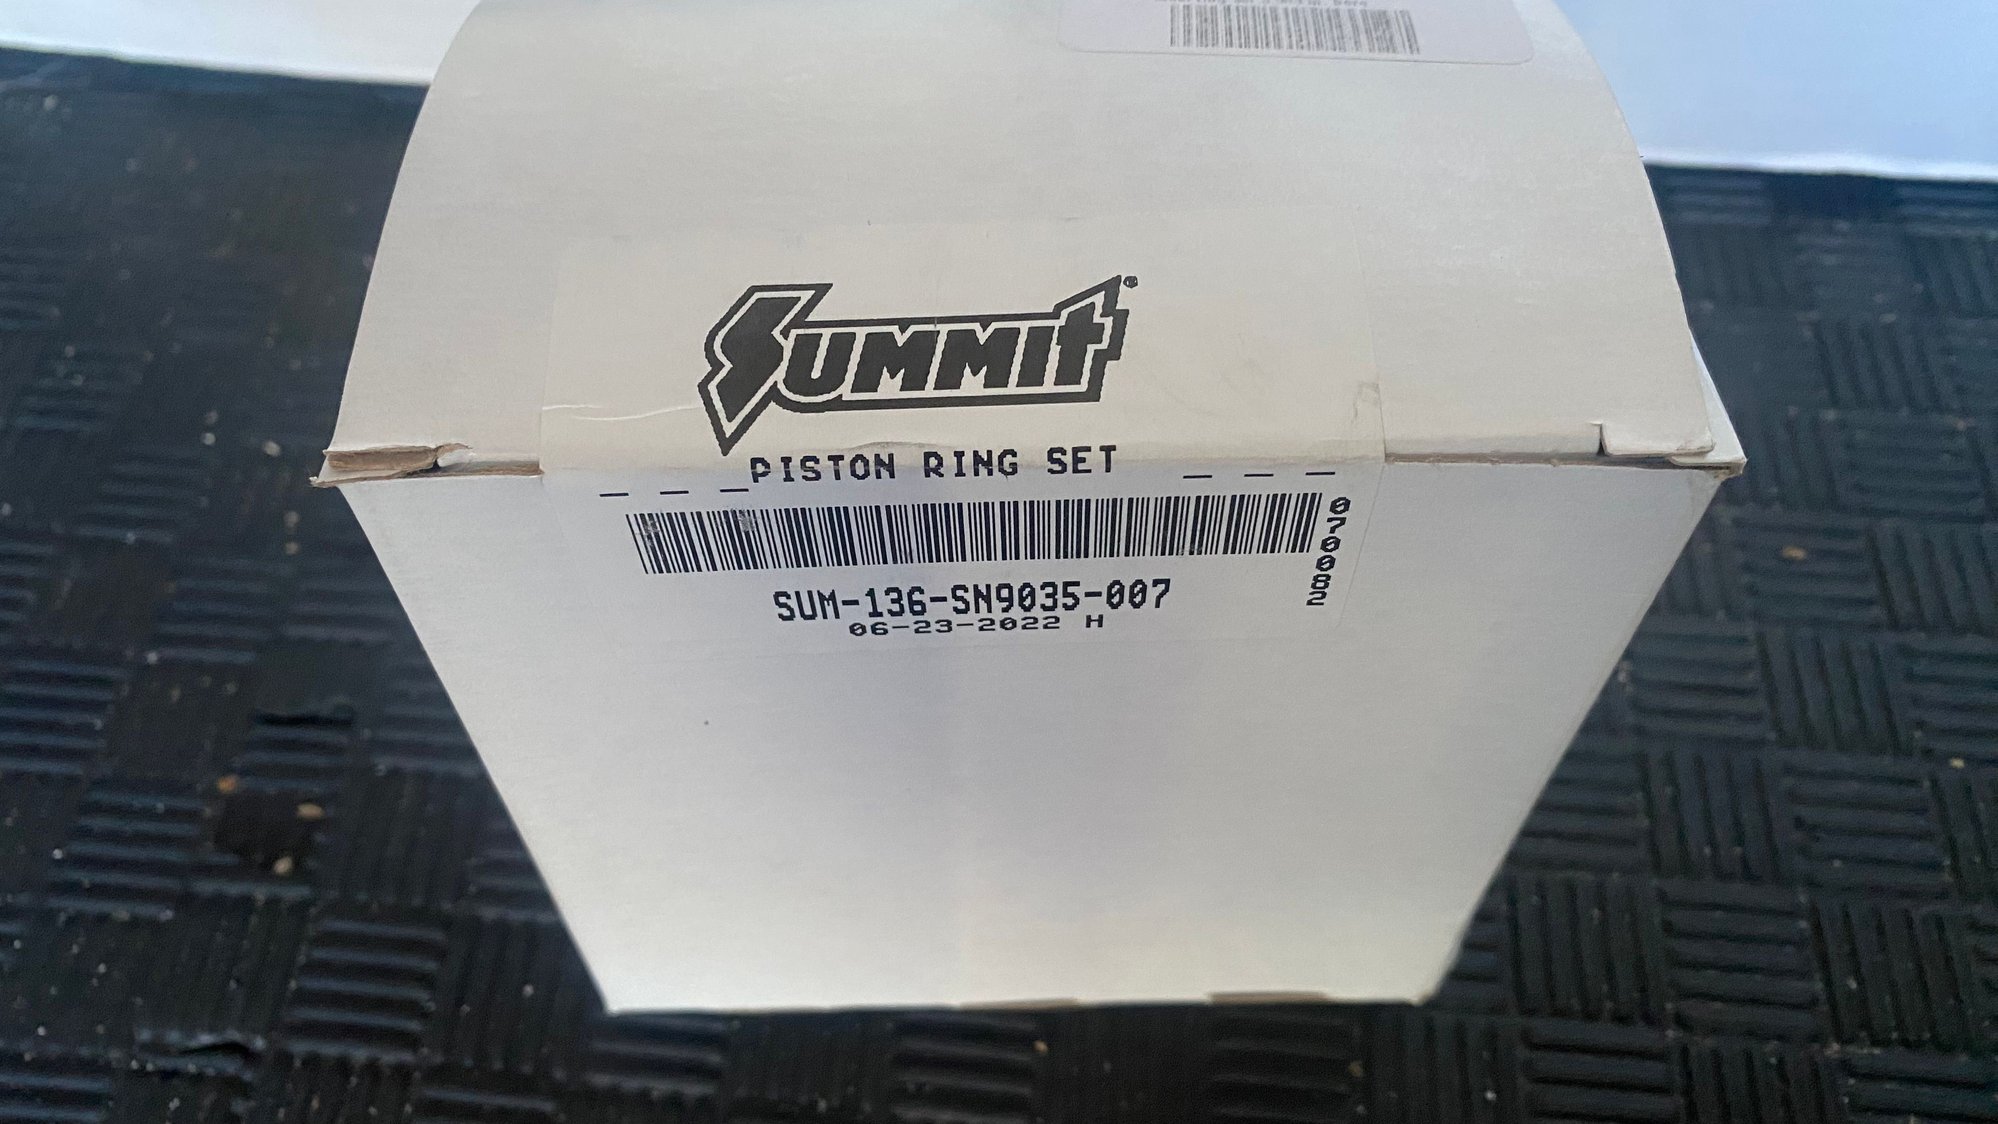 SUMMIT®
PISTON RING SET
070082
SUM-136-SN9035-007
06-23-2022 H